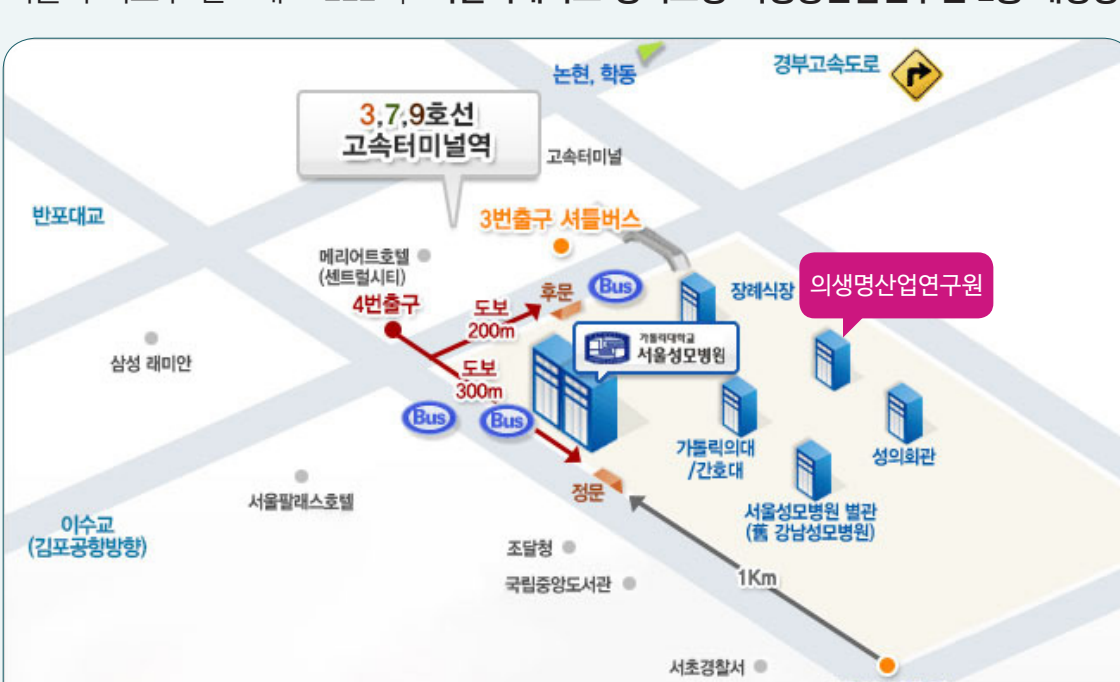 논현, 학동
경부고속도로
3,7,9호선
고속터미널역
고속터미널
반포대교
3번출구 셔틀버스
메리어트호텔
(센트럴시티)
4번출구
도보
200m
후문
Bus
장례식장
의생명산업연구원
가톨릭대학교
서울성모병원
삼성 래미안
도보
300m
Bus
Bus
가톨릭의대
/간호대
성의회관
서울팔래스호텔
정문
서울성모병원 별관
(舊 강남성모병원)
이수교
(김포공항방향)
조달청
국립중앙도서관
1Km
서초경찰서